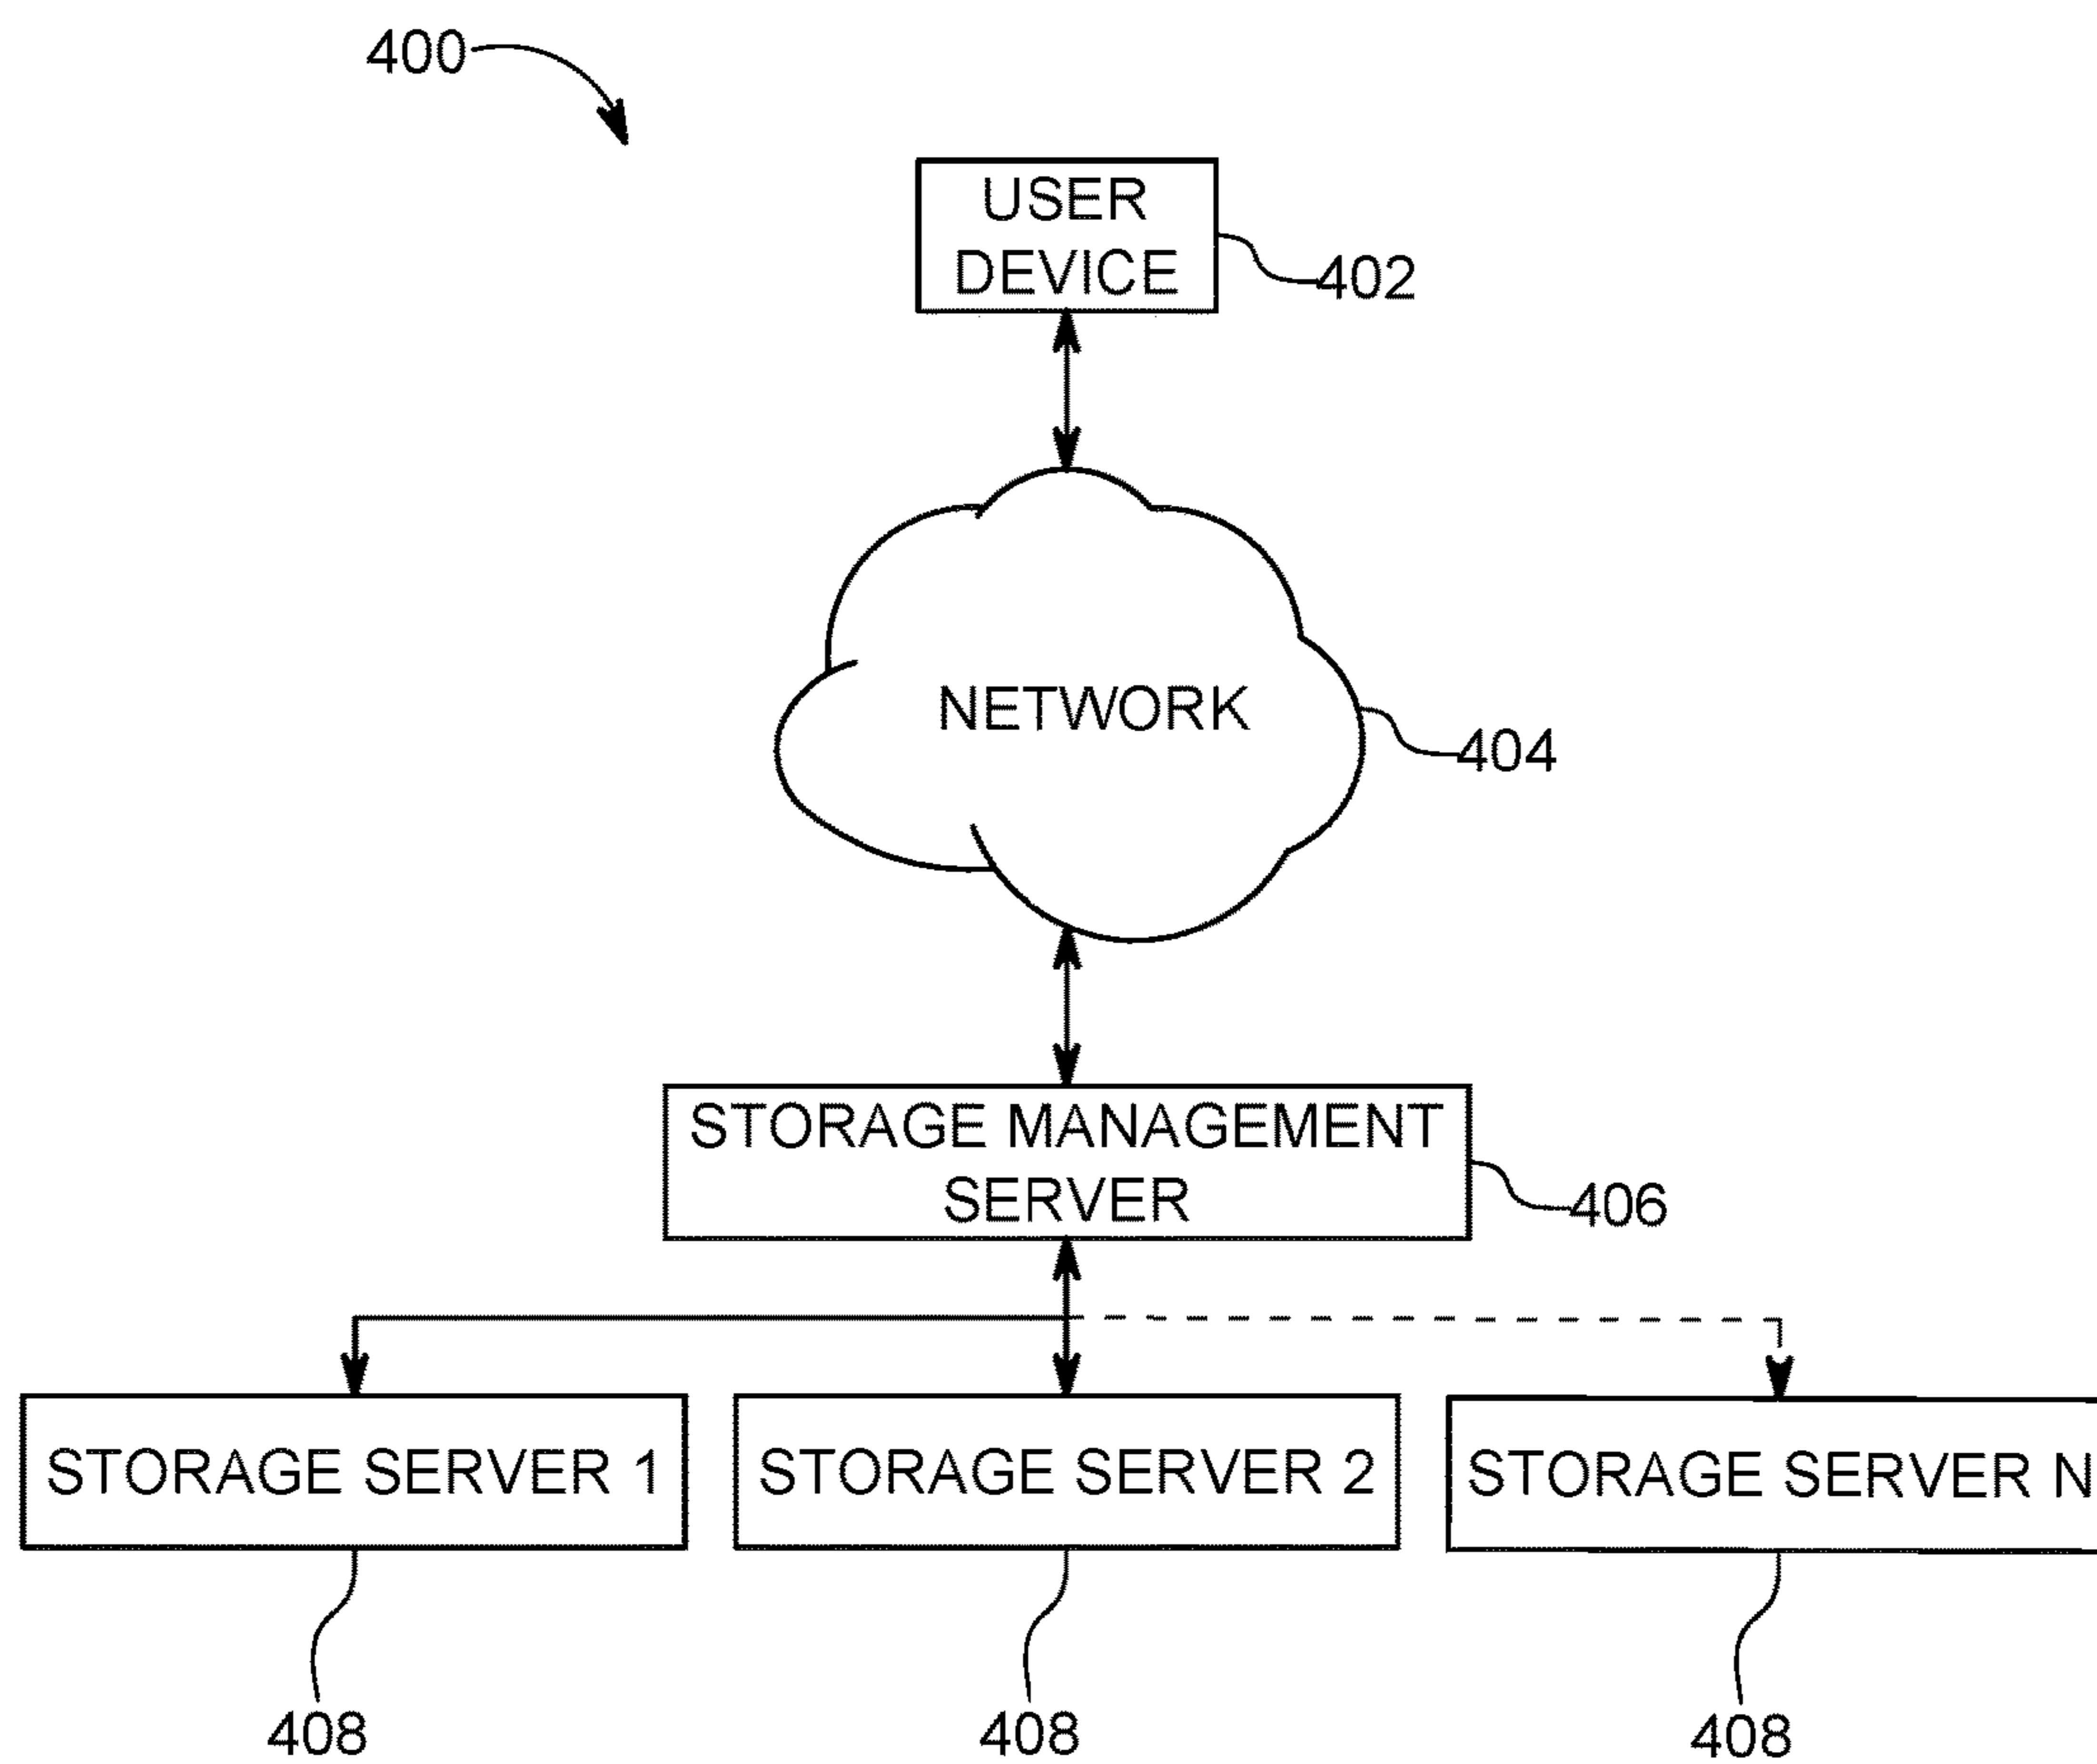 400
USER
DEVICE
402
NETWORK
404
STORAGE MANAGEMENT
SERVER
406
STORAGE SERVER 1
STORAGE SERVER 2
STORAGE SERVER N
408
408
408